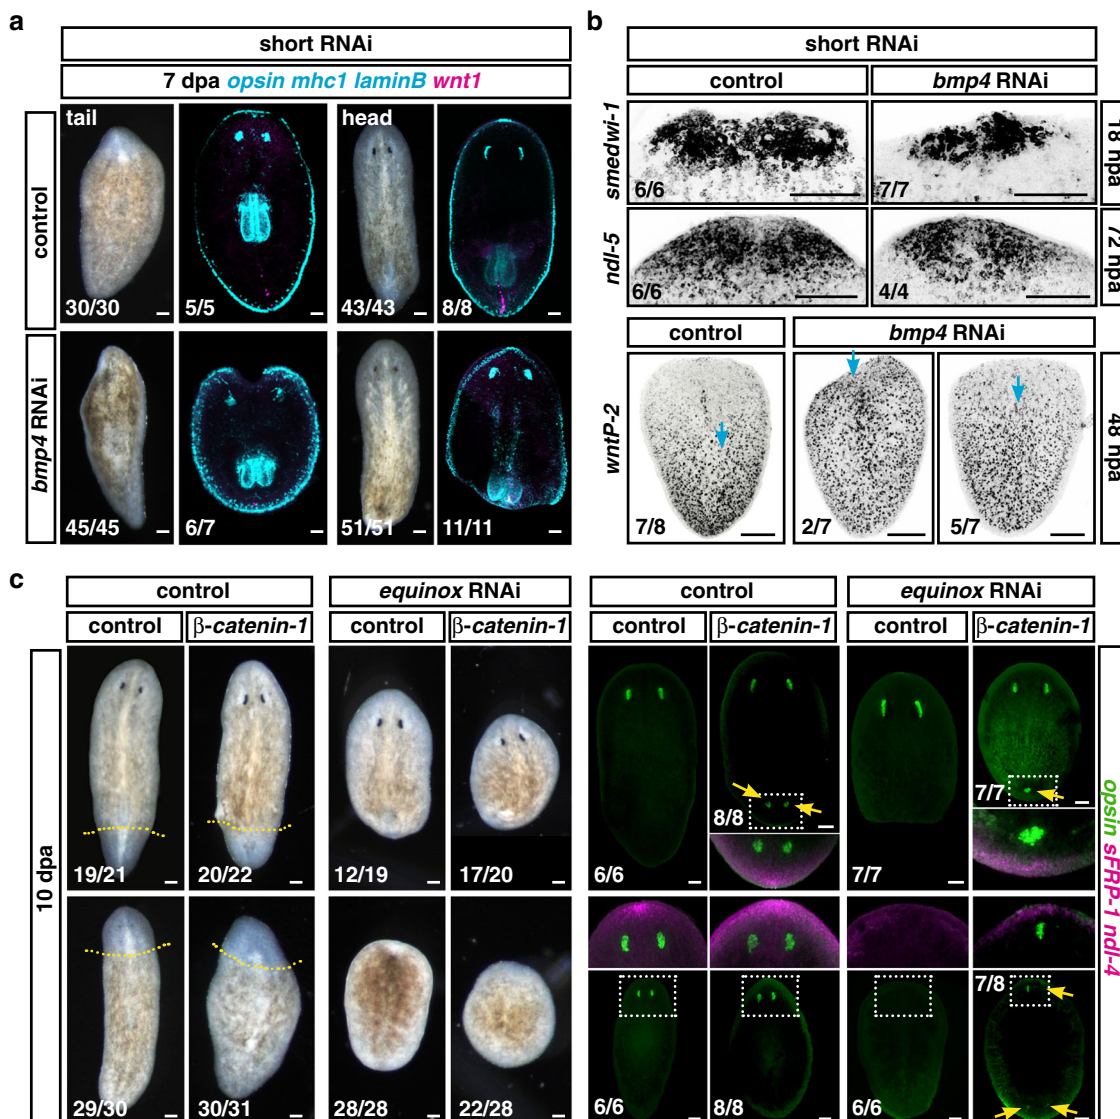 a
short RNAi
7 dpa opsin mhc1 laminB wnt1
control
tail
head
30/30
5/5
43/43
8/8
bmp4 RNAi
45/45
6/7
51/51
11/11
b
short RNAi
control
bmp4 RNAi
smedwi-1
6/6
7/7
18 hpa
ndl-5
6/6
4/4
72 hpa
control
bmp4 RNAi
wntP-2
7/8
2/7
5/7
48 hpa
c
control
equinox RNAi
control
equinox RNAi
control
β-catenin-1
control
β-catenin-1
control
β-catenin-1
control
β-catenin-1
10 dpa
19/21
20/22
12/19
17/20
6/6
8/8
7/7
7/7
29/30
30/31
28/28
22/28
6/6
8/8
6/6
7/8
opsin sFRP-1 ndl-4